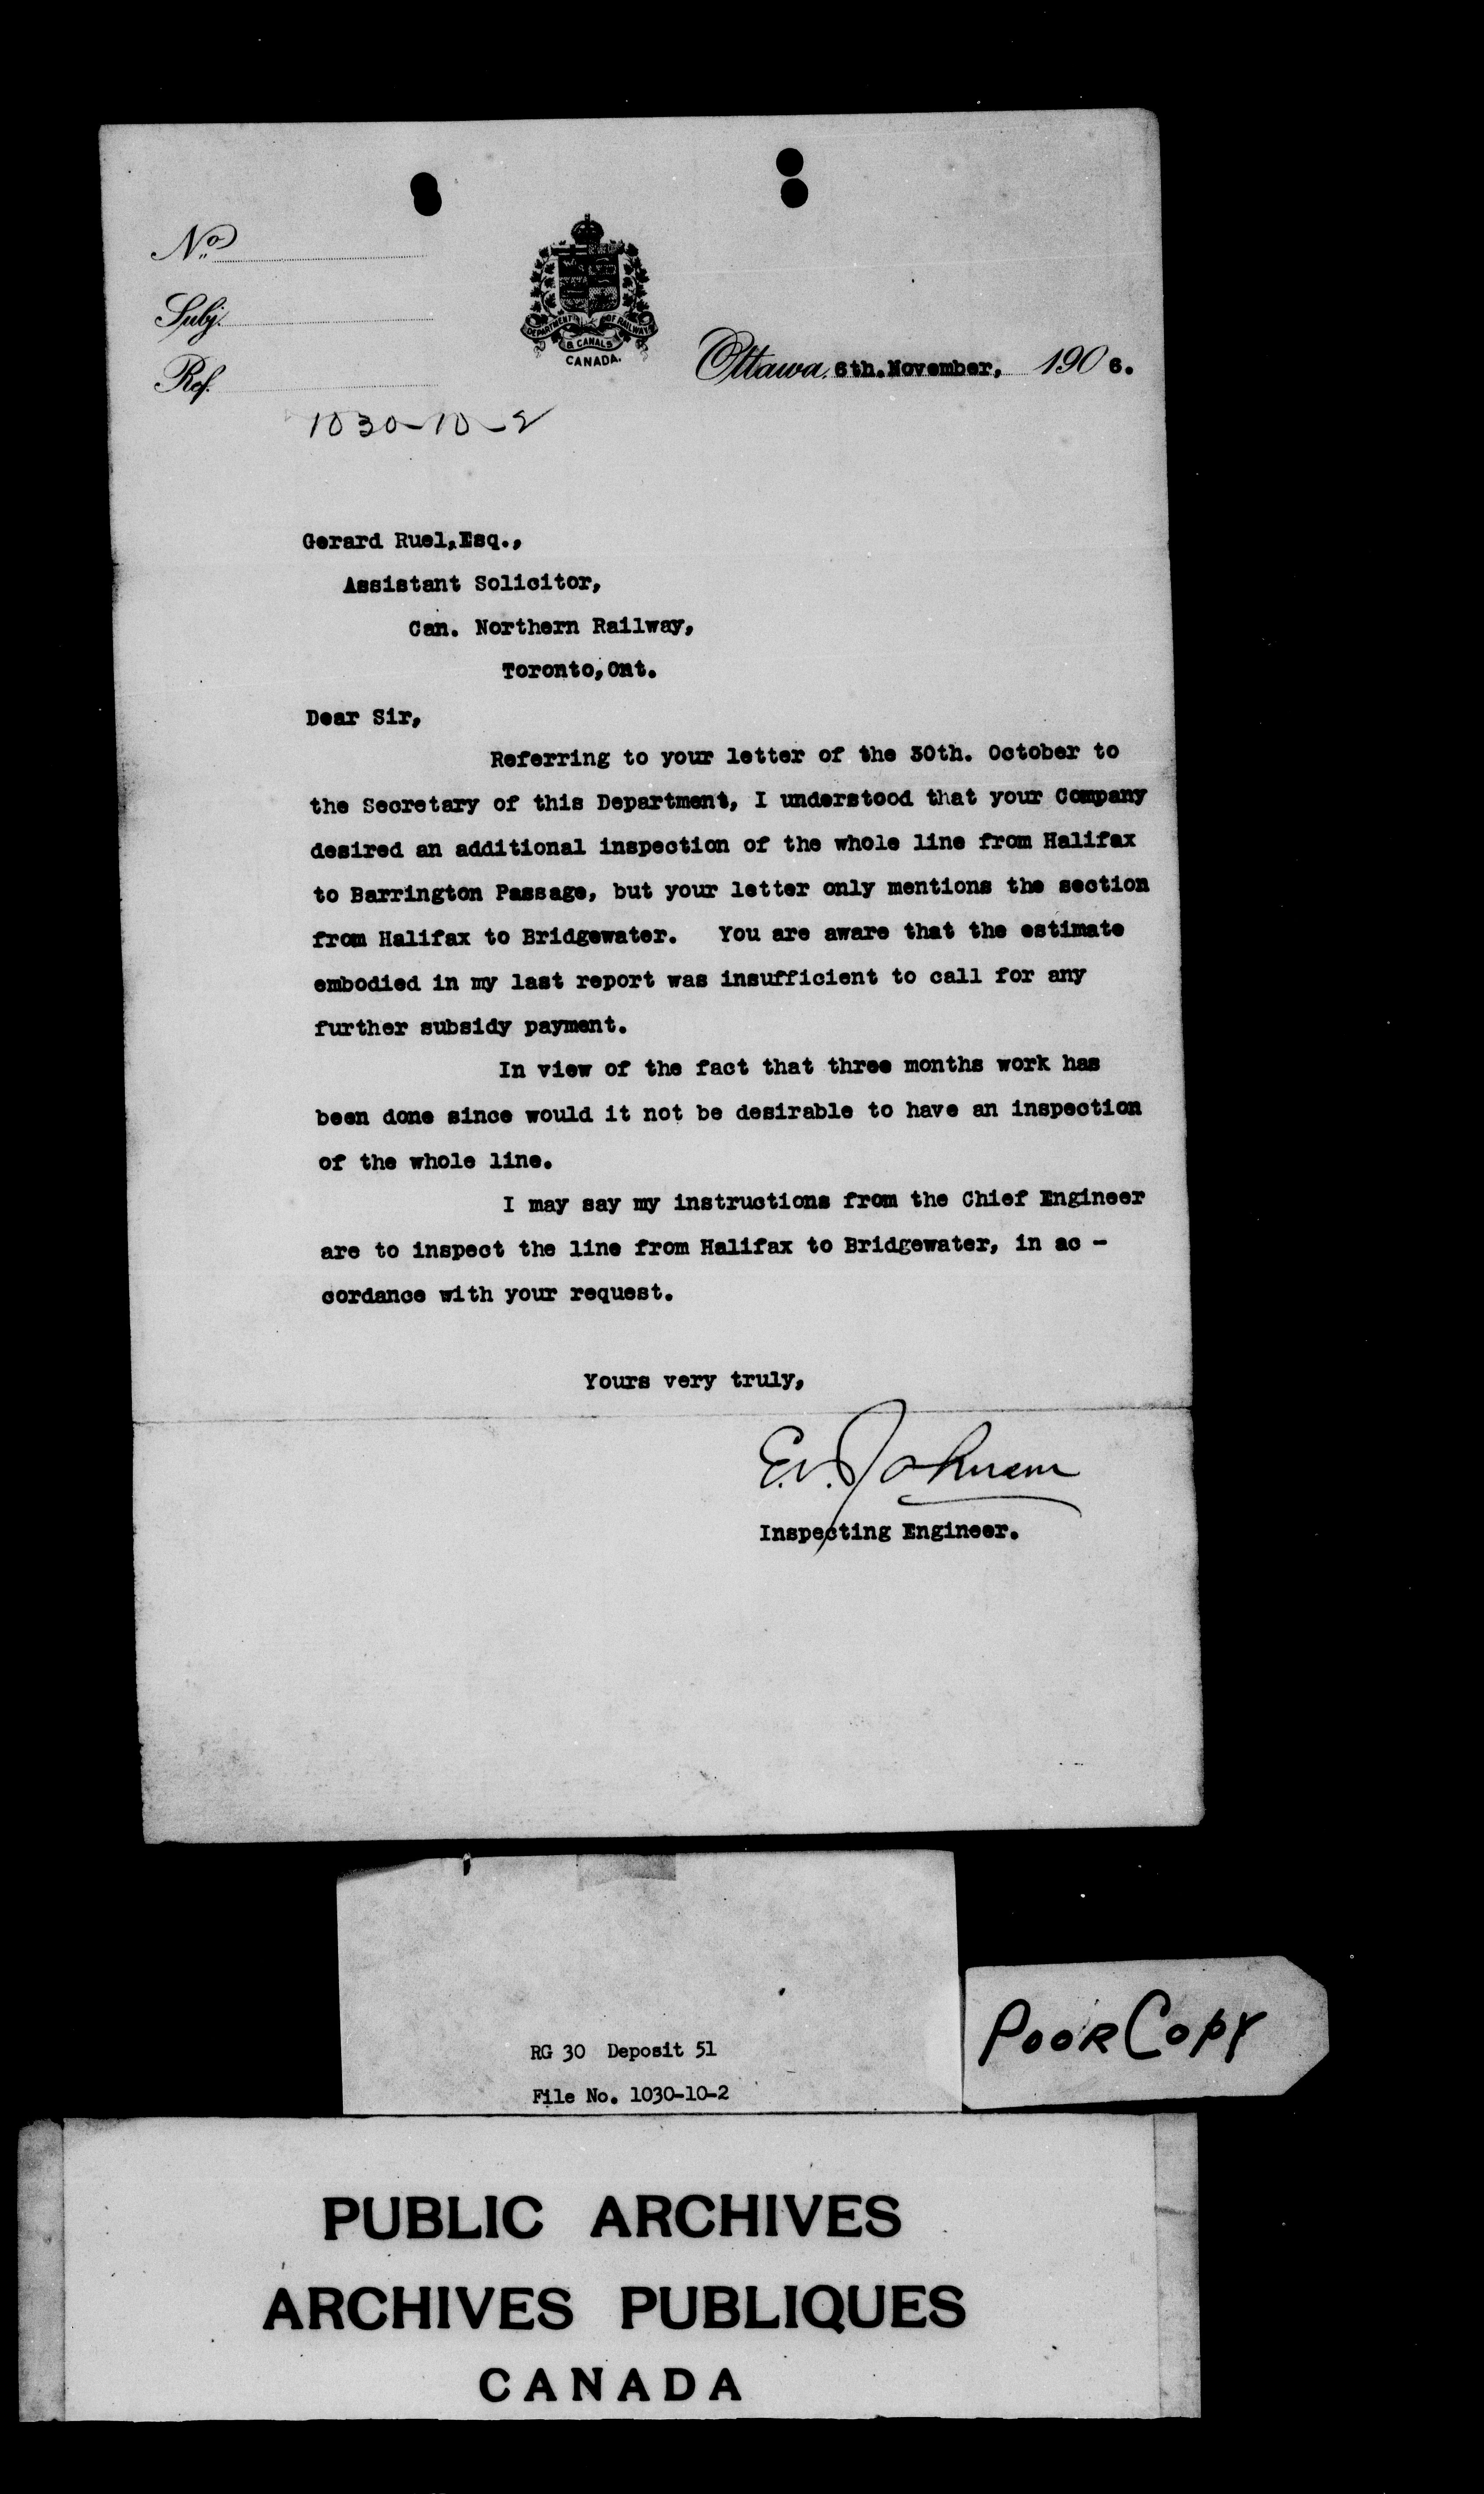 No.
Subj.
Ref.
DEPARTMENT OF RAILWAYS
& CANALS
CANADA.
Ottawa, 6th. November, 1906.
1030-10-2
Gerard Ruel, Esq.,
Assistant Solicitor,
Can. Northern Railway,
Toronto, Ont.
Dear Sir,
Referring to your letter of the 30th. October to
the Secretary of this Department, I understood that your Company
desired an additional inspection of the whole line from Halifax
to Barrington Passage, but your letter only mentions the section
from Halifax to Bridgewater. You are aware that the estimate
embodied in my last report was insufficient to call for any
further subsidy payment.
In view of the fact that three months work has
been done since would it not be desirable to have an inspection
of the whole line.
I may say my instructions from the Chief Engineer
are to inspect the line from Halifax to Bridgewater, in ac -
cordance with your request.
Yours very truly,
E.V. Johnson
Inspecting Engineer.
RG 30 Deposit 51
File No. 1030-10-2
POOR COPY
PUBLIC ARCHIVES
ARCHIVES PUBLIQUES
CANADA